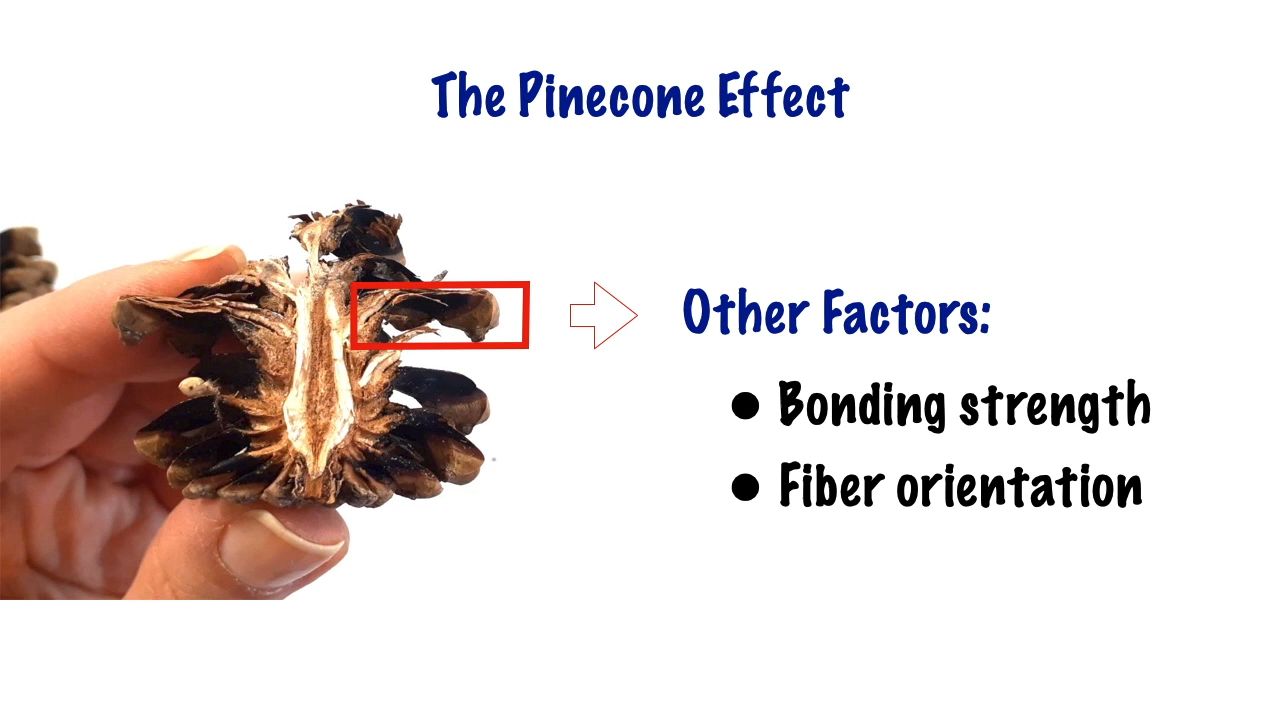 The Pinecone Effect
Other Factors:
● Bonding strength
● Fiber orientation